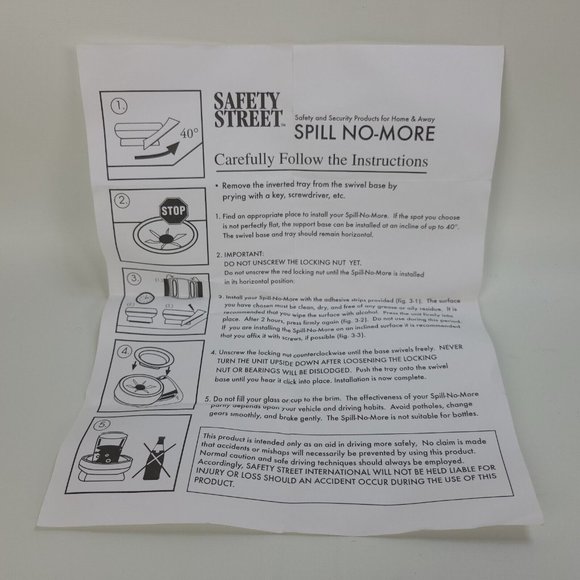 1.
40°
2.
STOP
3.
4.
5.
SAFETY
STREET™
Safety and Security Products for Home & Away
SPILL NO-MORE
Carefully Follow the Instructions
• Remove the inverted tray from the swivel base by
prying with a key, screwdriver, etc.
1. Find an appropriate place to install your Spill-No-More. If the spot you choose
is not perfectly flat, the support base can be installed at an incline of up to 40°.
The swivel base and tray should remain horizontal.
2. IMPORTANT:
DO NOT UNSCREW THE LOCKING NUT YET.
Do not unscrew the red locking nut until the Spill-No-More is installed
in its horizontal position.
3. Install your Spill-No-More with the adhesive strips provided (fig. 3-1). The surface
you have chosen must be clean, dry, and free of any grease or oily residue. It is
recommended that you wipe the surface with alcohol. Press the unit firmly into
place. After 2 hours, press firmly again (fig. 3-2). Do not use during this period.
If you are installing the Spill-No-More on an inclined surface it is recommended
that you affix it with screws, if possible (fig. 3-3).
4. Unscrew the locking nut counterclockwise until the base swivels freely. NEVER
TURN THE UNIT UPSIDE DOWN AFTER LOOSENING THE LOCKING
NUT OR BEARINGS WILL BE DISLODGED. Push the tray onto the swivel
base until you hear it click into place. Installation is now complete.
5. Do not fill your glass or cup to the brim. The effectiveness of your Spill-No-More
partly depends upon your vehicle and driving habits. Avoid potholes, change
gears smoothly, and brake gently. The Spill-No-More is not suitable for bottles.
This product is intended only as an aid in driving more safely, No claim is made
that accidents or mishaps will necessarily be prevented by using this product.
Normal caution and safe driving techniques should always be employed.
Accordingly, SAFETY STREET INTERNATIONAL WILL NOT BE HELD LIABLE FOR
INJURY OR LOSS SHOULD AN ACCIDENT OCCUR DURING THE USE OF THIS
PRODUCT.